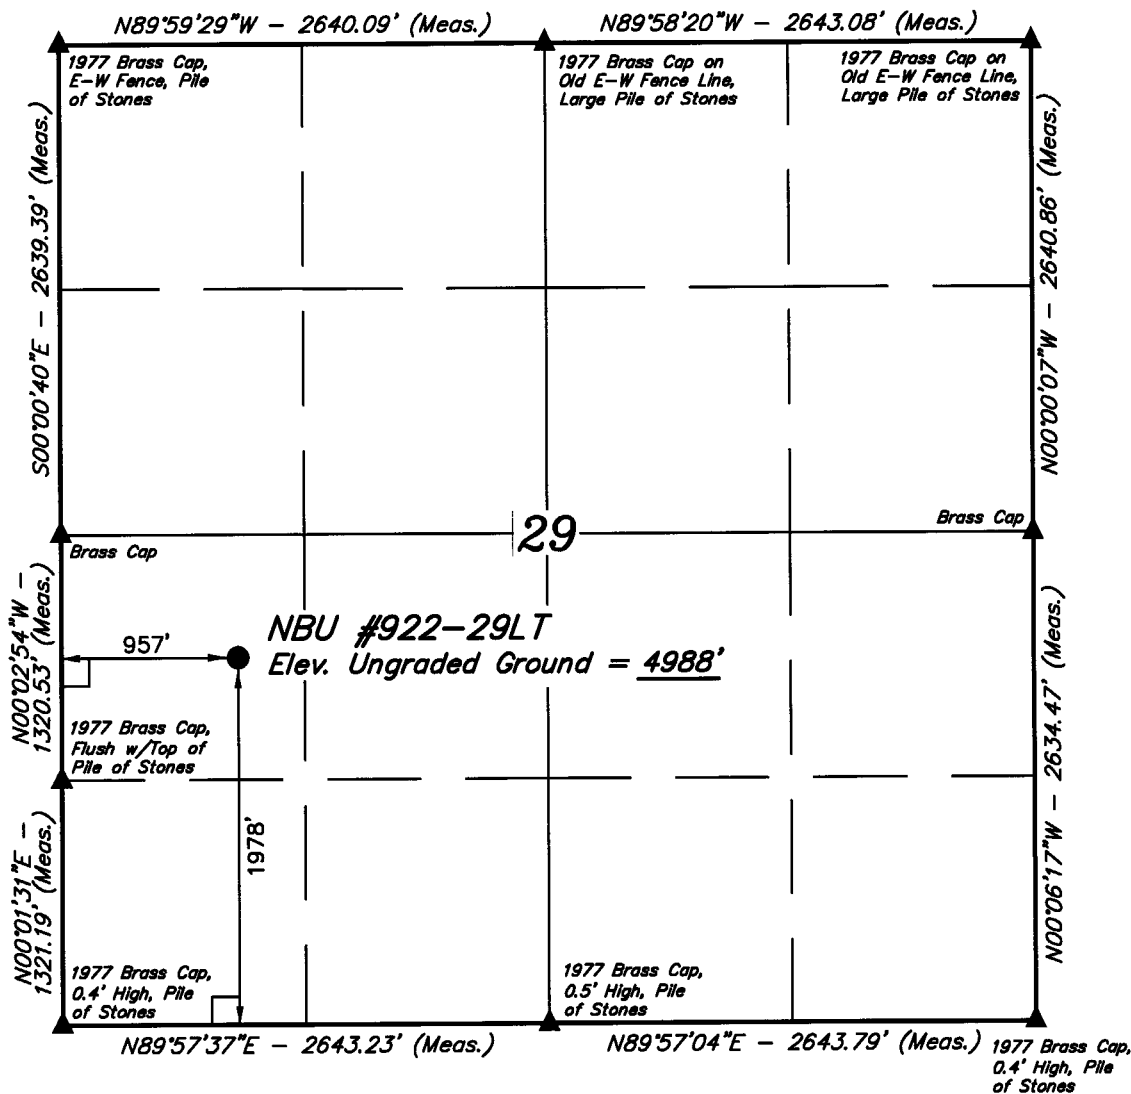 N89°59'29"W - 2640.09' (Meas.)
N89°58'20"W - 2643.08' (Meas.)
1977 Brass Cap,
E-W Fence, Pile
of Stones
1977 Brass Cap on
Old E-W Fence Line,
Large Pile of Stones
1977 Brass Cap on
Old E-W Fence Line,
Large Pile of Stones
S00°00'40"E - 2639.39' (Meas.)
N00°00'07"W - 2640.86' (Meas.)
29
Brass Cap
Brass Cap
N00°02'54"W -
1320.53' (Meas.)
957'
NBU #922-29LT
Elev. Ungraded Ground = 4988'
1977 Brass Cap,
Flush w/Top of
Pile of Stones
N00°06'17"W - 2634.47' (Meas.)
N00°01'31"E -
1321.19' (Meas.)
1978'
1977 Brass Cap,
0.4' High, Pile
of Stones
1977 Brass Cap,
0.5' High, Pile
of Stones
N89°57'37"E - 2643.23' (Meas.)
N89°57'04"E - 2643.79' (Meas.)
1977 Brass Cap,
0.4' High, Pile
of Stones